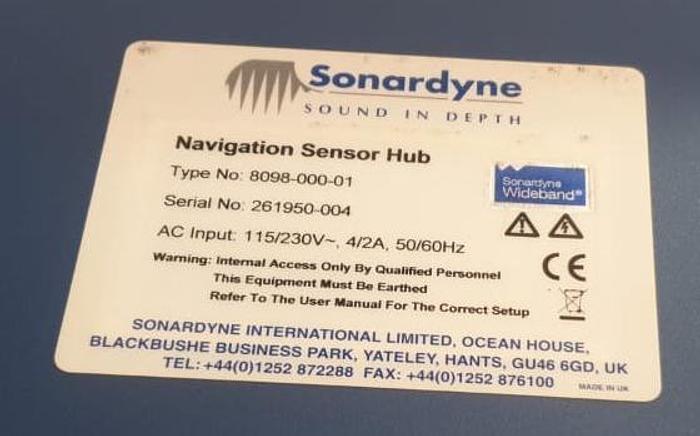 Sonardyne
SOUND IN DEPTH
Navigation Sensor Hub
Type No: 8098-000-01
Sonardyne
Wideband®
Serial No: 261950-004
AC Input: 115/230V~, 4/2A, 50/60Hz
CE
Warning: Internal Access Only By Qualified Personnel
This Equipment Must Be Earthed
Refer To The User Manual For The Correct Setup
SONARDYNE INTERNATIONAL LIMITED, OCEAN HOUSE,
BLACKBUSHE BUSINESS PARK, YATELEY, HANTS, GU46 6GD, UK
TEL: +44(0)1252 872288 FAX: +44(0)1252 876100
MADE IN UK